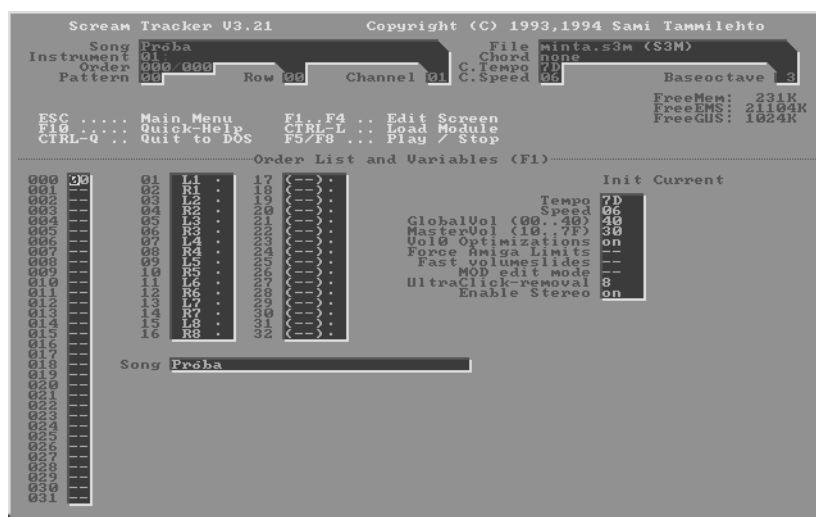 Scream Tracker V3.21 Copyright (C) 1993,1994 Sami Tammilehto
Song Próba File minta.s3m (S3M)
Instrument 01: Chord none
Order 000/000 C.Tempo 7D
Pattern 00 Row 00 Channel 01 C.Speed 06 Baseoctave 3
FreeMem: 231K
ESC ..... Main Menu F1..F4 .. Edit Screen FreeEMS: 21104K
F10 ..... Quick-Help CTRL-L .. Load Module FreeGUS: 1024K
CTRL-Q .. Quit to DOS F5/F8 ... Play / Stop
Order List and Variables (F1)
000 00 01 L1 . 17 (--). Init Current
001 -- 02 R1 . 18 (--).
002 -- 03 L2 . 19 (--). Tempo 7D
003 -- 04 R2 . 20 (--). Speed 06
004 -- 05 L3 . 21 (--). GlobalVol (00..40) 40
005 -- 06 R3 . 22 (--). MasterVol (10..7F) 30
006 -- 07 L4 . 23 (--). Vol0 Optimizations on
007 -- 08 R4 . 24 (--). Force Amiga Limits --
008 -- 09 L5 . 25 (--). Fast volumeslides --
009 -- 10 R5 . 26 (--). MOD edit mode --
010 -- 11 L6 . 27 (--). UltraClick-removal 8
011 -- 12 R6 . 28 (--). Enable Stereo on
012 -- 13 L7 . 29 (--).
013 -- 14 R7 . 30 (--).
014 -- 15 L8 . 31 (--).
015 -- 16 R8 . 32 (--).
016 --
017 --
018 -- Song Próba
019 --
020 --
021 --
022 --
023 --
024 --
025 --
026 --
027 --
028 --
029 --
030 --
031 --